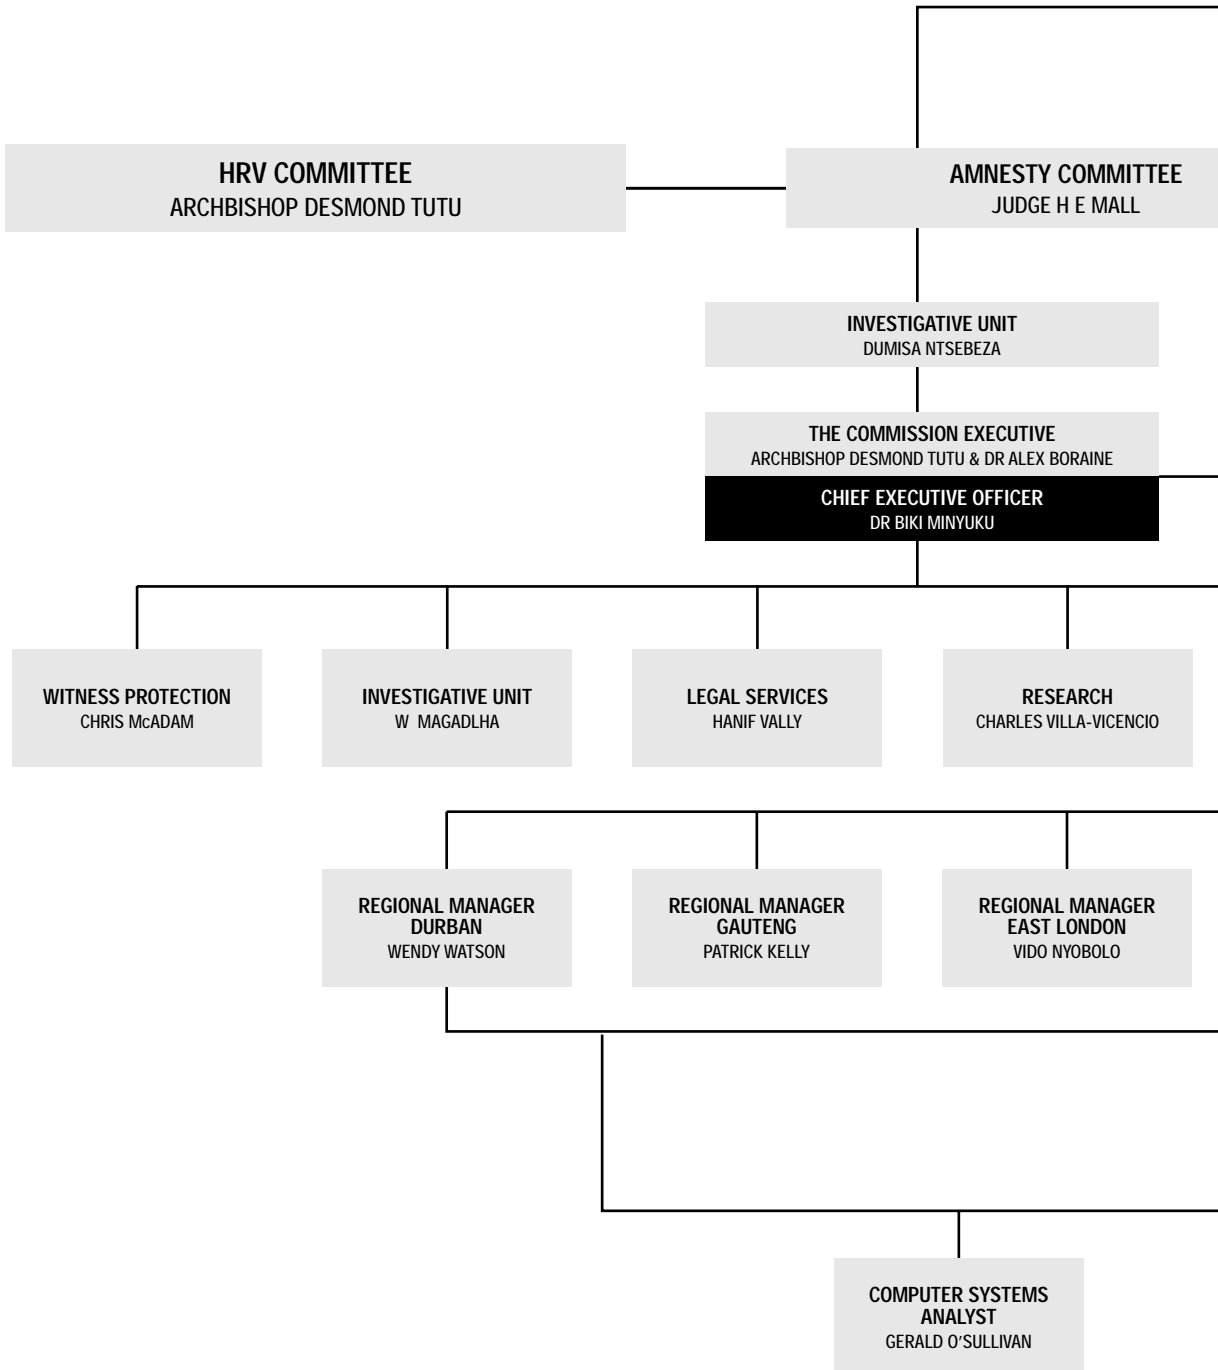 HRV COMMITTEE
ARCHBISHOP DESMOND TUTU
AMNESTY COMMITTEE
JUDGE H E MALL
INVESTIGATIVE UNIT
DUMISA NTSEBEZA
THE COMMISSION EXECUTIVE
ARCHBISHOP DESMOND TUTU & DR ALEX BORAINE
CHIEF EXECUTIVE OFFICER
DR BIKI MINYUKU
WITNESS PROTECTION
CHRIS McADAM
INVESTIGATIVE UNIT
W MAGADLHA
LEGAL SERVICES
HANIF VALLY
RESEARCH
CHARLES VILLA-VICENCIO
REGIONAL MANAGER
DURBAN
WENDY WATSON
REGIONAL MANAGER
GAUTENG
PATRICK KELLY
REGIONAL MANAGER
EAST LONDON
VIDO NYOBOLO
COMPUTER SYSTEMS
ANALYST
GERALD O’SULLIVAN